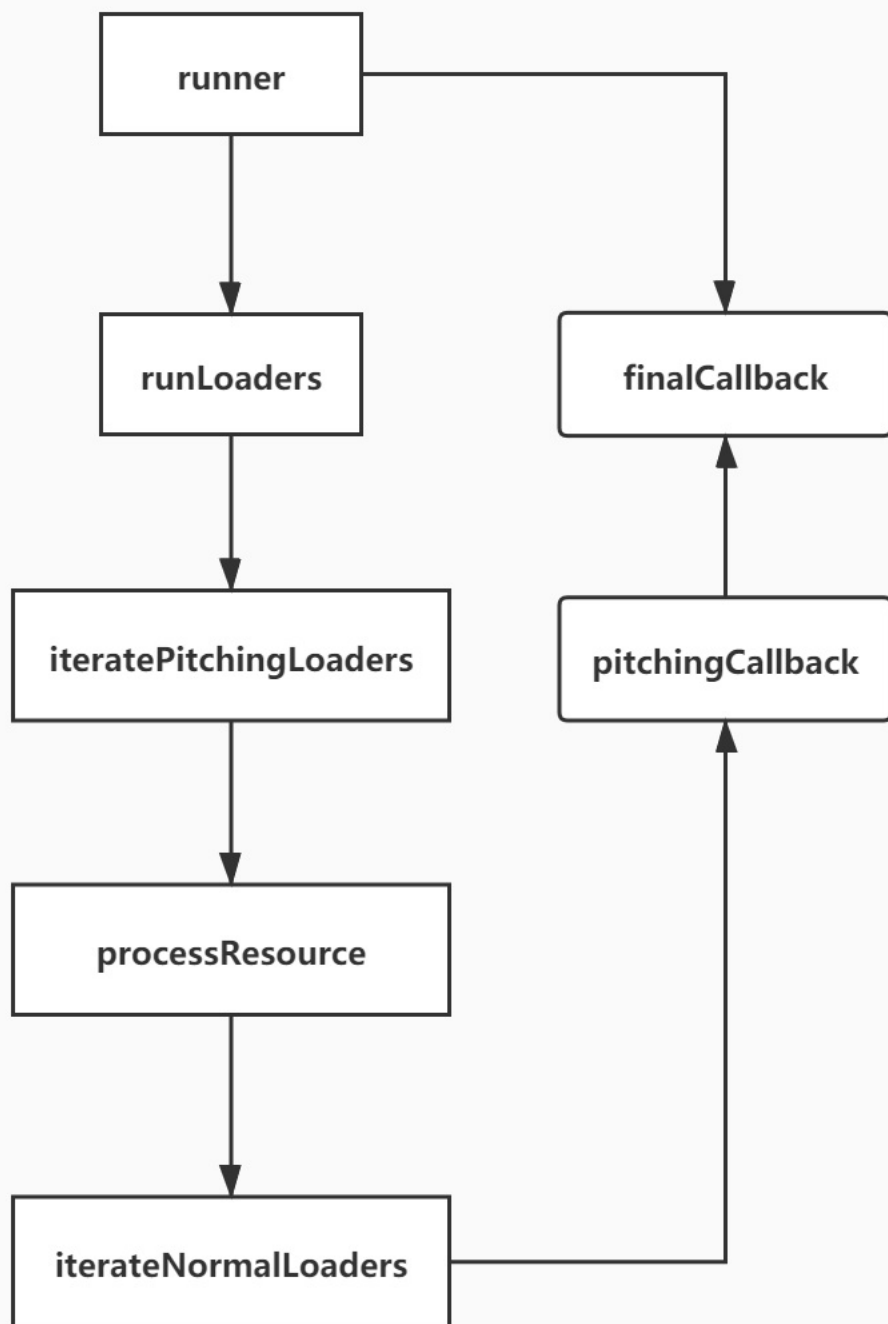 runner
runLoaders
finalCallback
iteratePitchingLoaders
pitchingCallback
processResource
iterateNormalLoaders